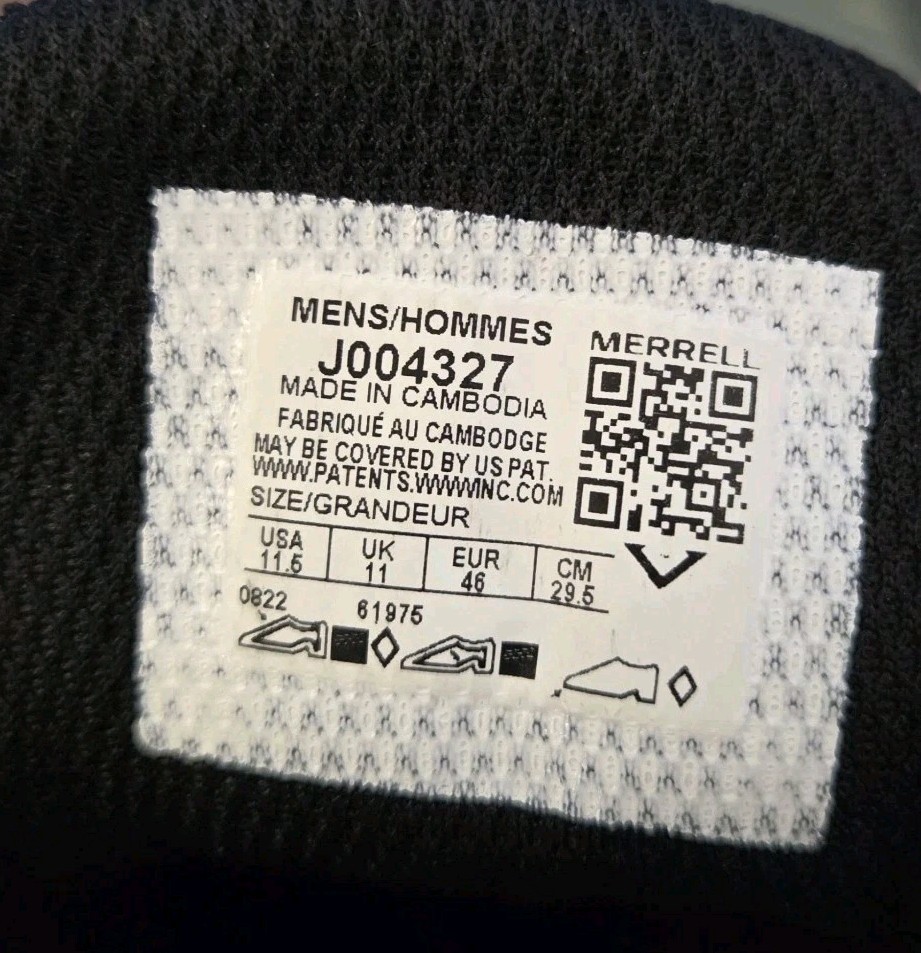 MENS/HOMMES
J004327
MADE IN CAMBODIA
FABRIQUÉ AU CAMBODGE
MAY BE COVERED BY US PAT.
WWW.PATENTS.WWWINC.COM
SIZE/GRANDEUR
USA UK EUR CM
11.5 11 46 29.5
0822 61975
MERRELL